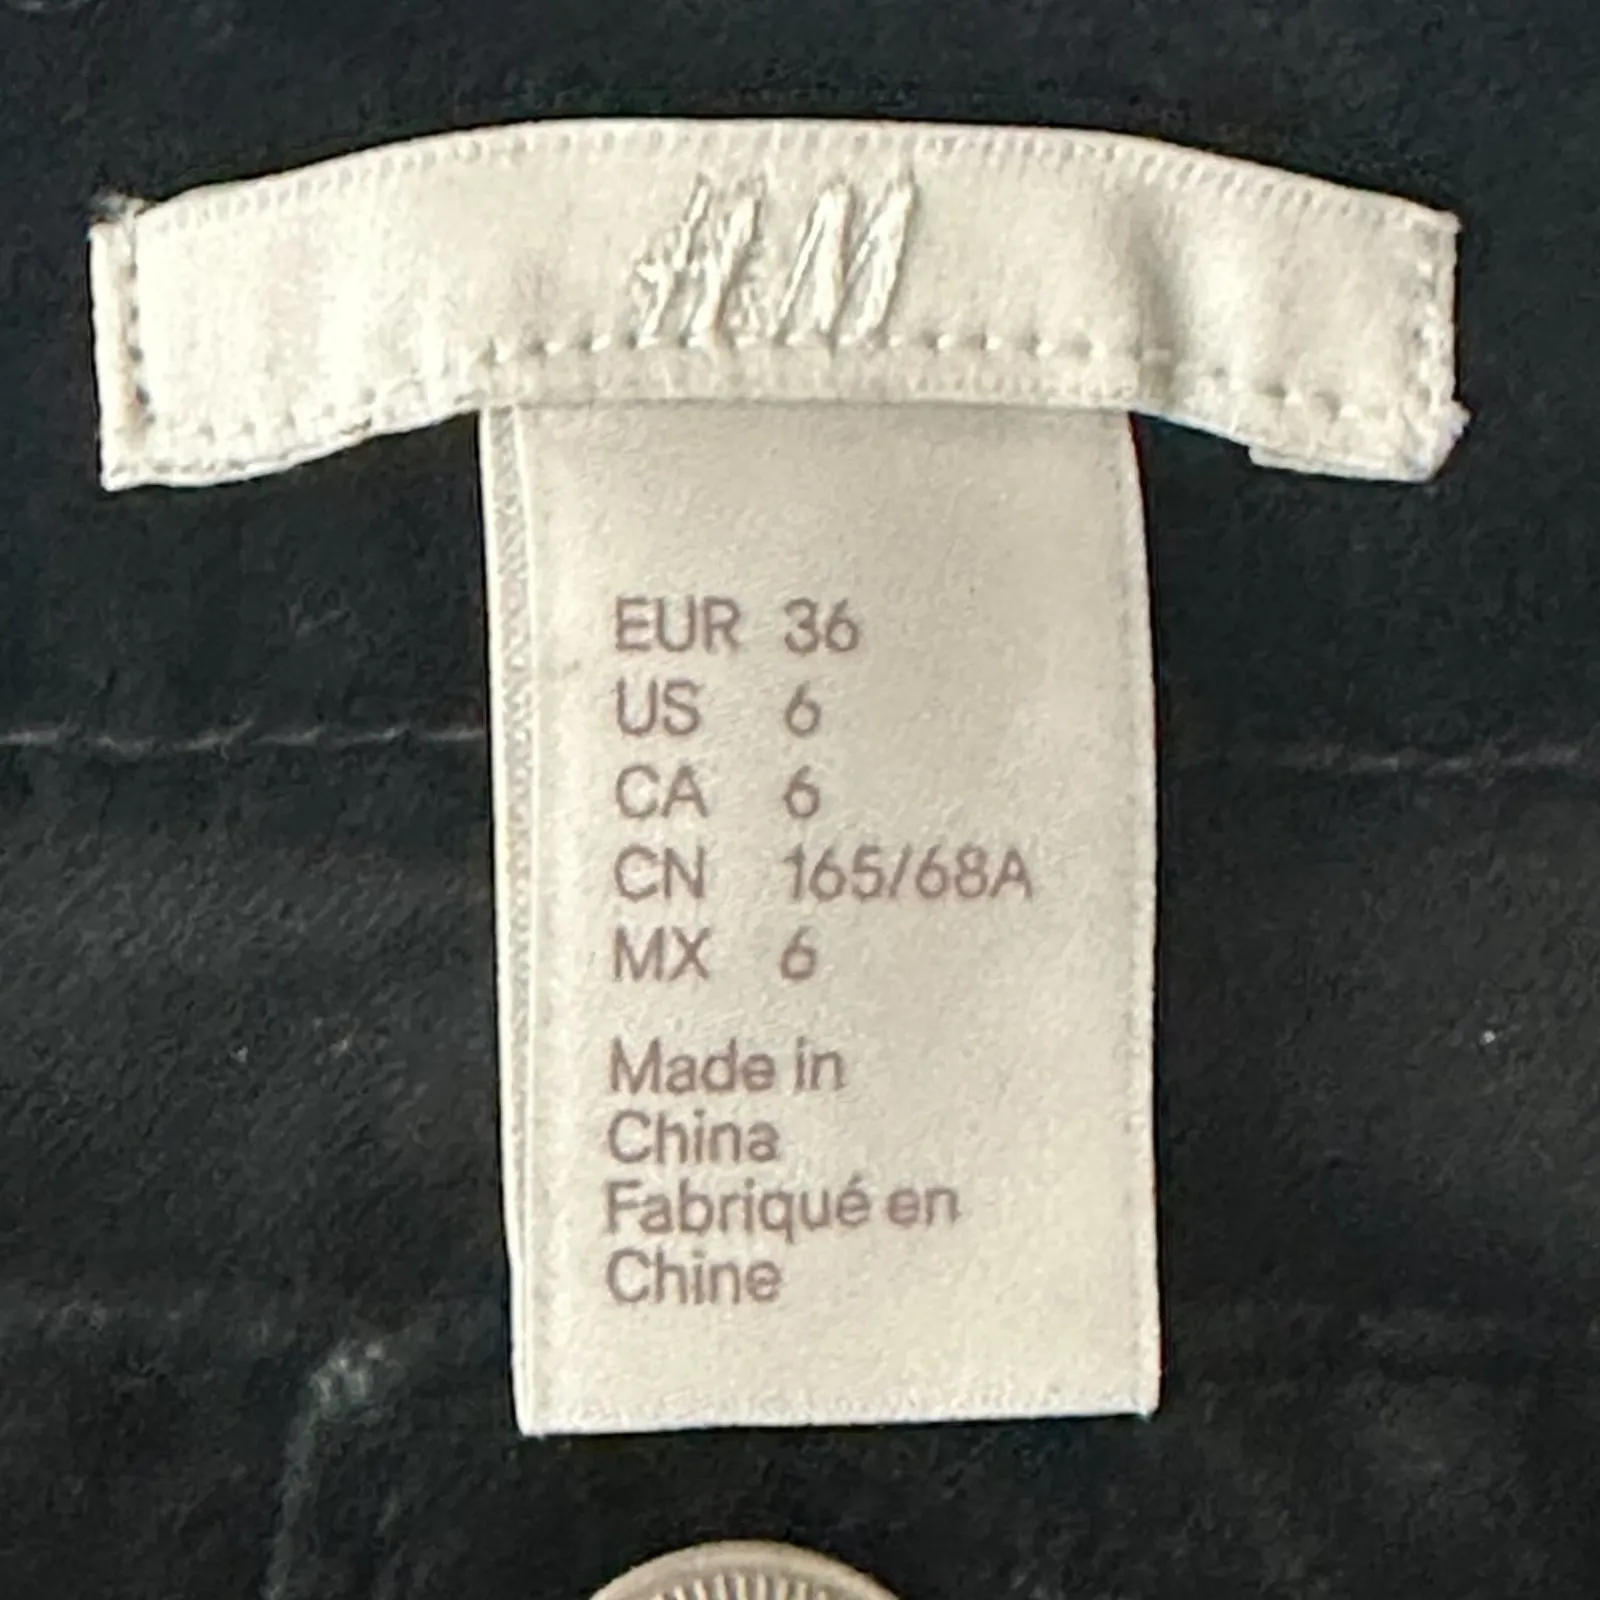 H&M
EUR 36
US 6
CA 6
CN 165/68A
MX 6
Made in
China
Fabriqué en
Chine